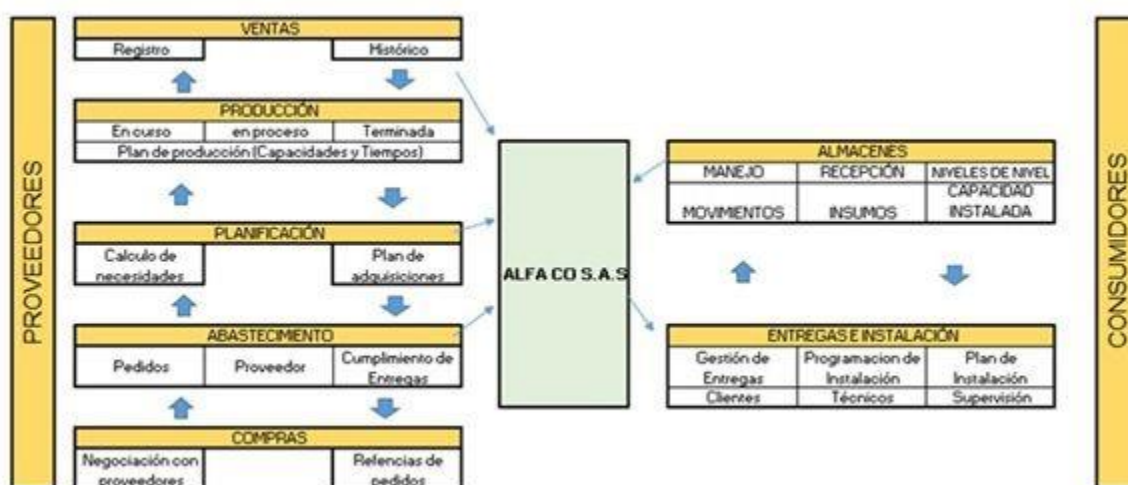 PROVEEDORES
VENTAS
Registro
Histórico
PRODUCCIÓN
En curso
en proceso
Terminada
Plan de producción (Capacidades y Tiempos)
PLANIFICACIÓN
Calculo de
necesidades
Plan de
adquisiciones
ABASTECIMIENTO
Pedidos
Proveedor
Cumplimiento de
Entregas
COMPRAS
Negociación con
proveedores
Refencias de
pedidos
ALFA CO S.A.S
ALMACENES
MANEJO
RECEPCIÓN
NIVELES DE NIVEL
MOVIMIENTOS
INSUMOS
CAPACIDAD
INSTALADA
ENTREGAS E INSTALACIÓN
Gestión de
Entregas
Programacion de
Instalación
Plan de
Instalación
Clientes
Técnicos
Supervisión
CONSUMIDORES